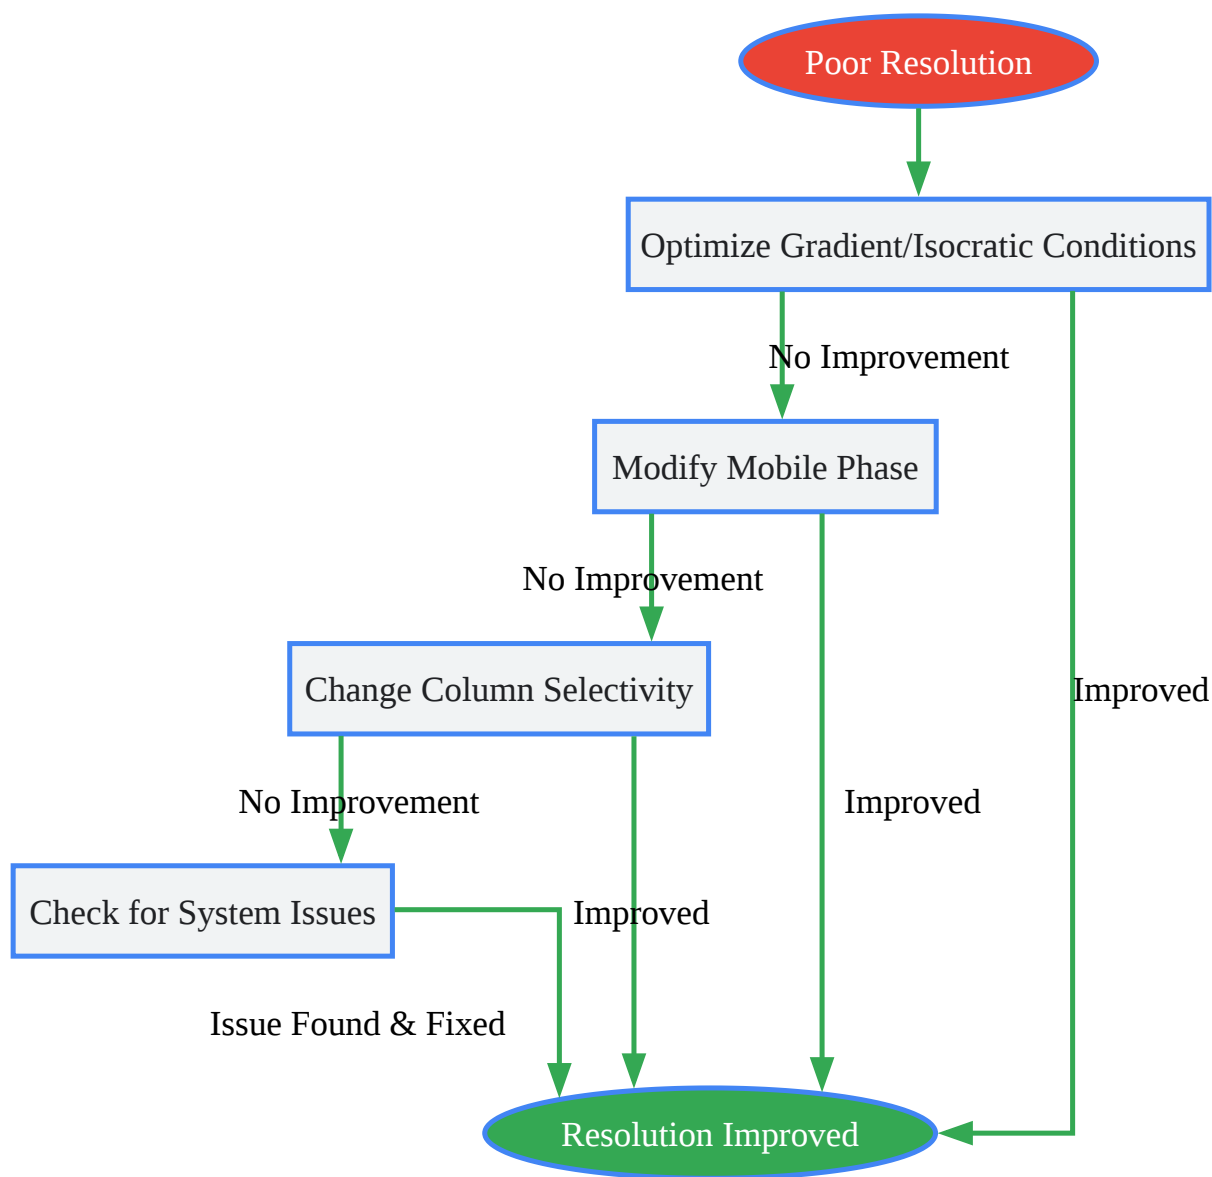 Poor Resolution
Optimize Gradient/Isocratic Conditions
No Improvement
Modify Mobile Phase
No Improvement
Change Column Selectivity
Improved
No Improvement
Improved
Check for System Issues
Improved
Issue Found & Fixed
Resolution Improved